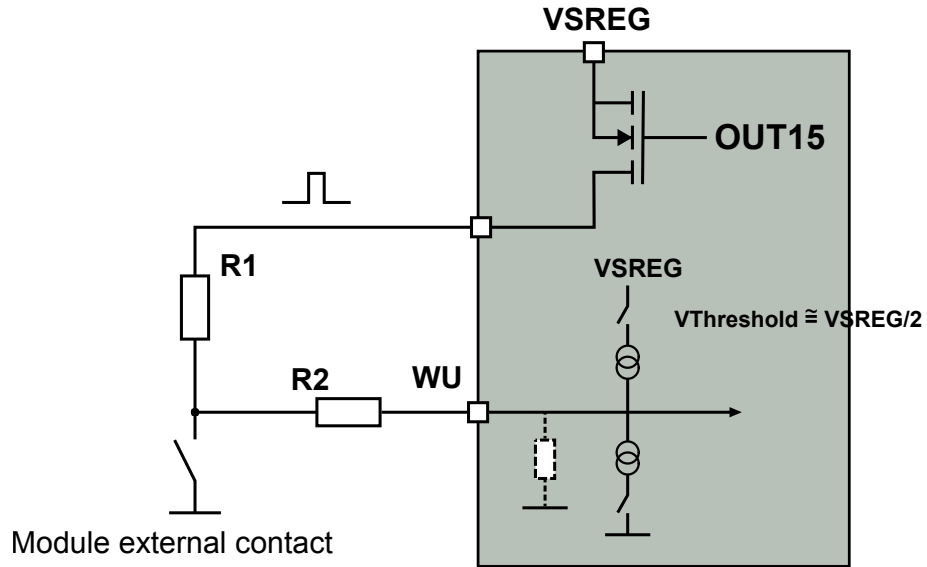 VSREG
OUT15
R1
VSREG
VThreshold ≅ VSREG/2
R2
WU
Module external contact